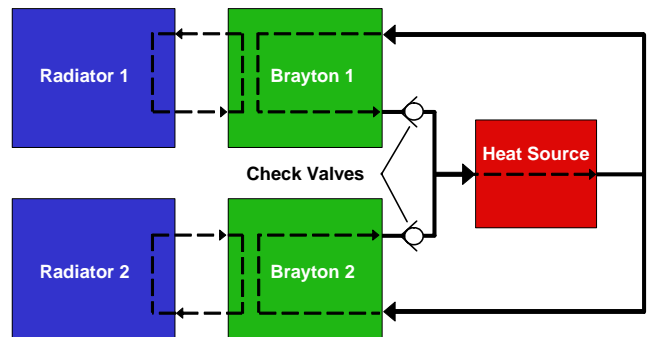 Radiator 1
Brayton 1
Heat Source
Check Valves
Radiator 2
Brayton 2